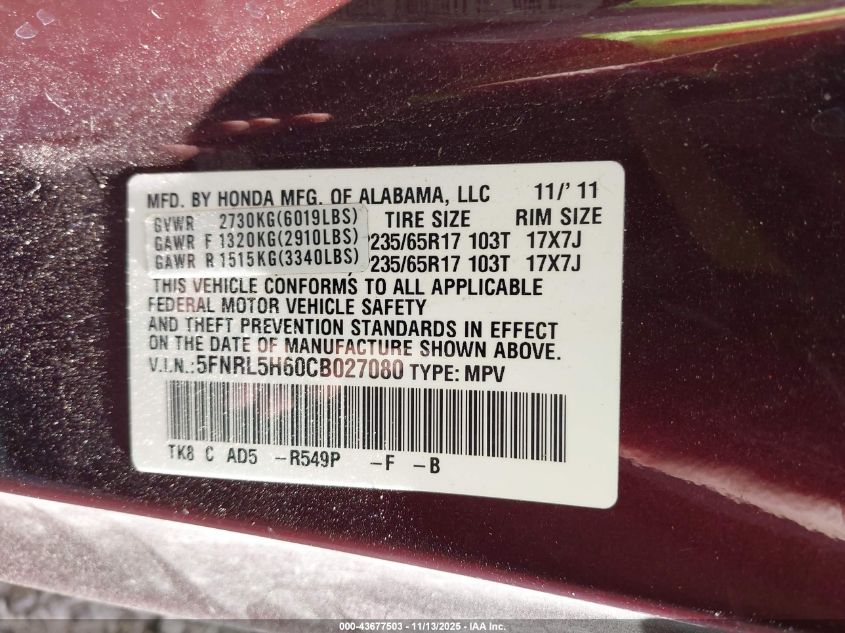 MFD. BY HONDA MFG. OF ALABAMA, LLC 11/'11
GVWR 2730KG(6019LBS) TIRE SIZE RIM SIZE
GAWR F 1320KG(2910LBS) 235/65R17 103T 17X7J
GAWR R 1515KG(3340LBS) 235/65R17 103T 17X7J
THIS VEHICLE CONFORMS TO ALL APPLICABLE
FEDERAL MOTOR VEHICLE SAFETY
AND THEFT PREVENTION STANDARDS IN EFFECT
ON THE DATE OF MANUFACTURE SHOWN ABOVE.
V.I.N.:5FNRL5H60CB027080 TYPE: MPV
TK8 C AD5 -R549P -F -B
000-43677503 - 11/13/2025 - IAA Inc.